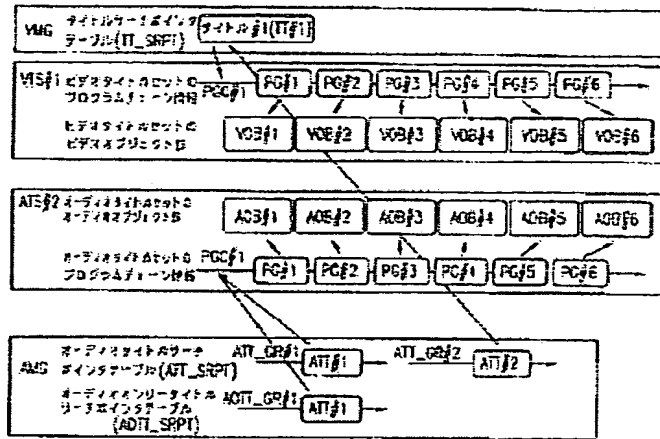 VMG タイトルサーチポインタ
テーブル(TT_SRPT)
タイトル#1(TT#1)
VTS#1 ビデオタイトルセットの
プログラムチェーン情報
PGC#1
PG#1 PG#2 PG#3 PG#4 PG#5 PG#6
ビデオタイトルセットの
ビデオオブジェクト
VOB#1 VOB#2 VOB#3 VOB#4 VOB#5 VOB#6
ATS#2 オーディオタイトルセットの
オーディオオブジェクト
AOB#1 AOB#2 AOB#3 AOB#4 AOB#5 AOB#6
オーディオタイトルセットの
プログラムチェーン情報
PGC#1
PG#1 PG#2 PG#3 PG#4 PG#5 PG#6
AMG オーディオタイトルサーチ
ポインタテーブル(ATT_SRPT)
ATT_GR#1 ATT#1 ATT_GR#2 ATT#2
オーディオオンリータイトル
サーチポインタテーブル
(AOTT_SRPT)
AOTT_GR#1 ATT#1